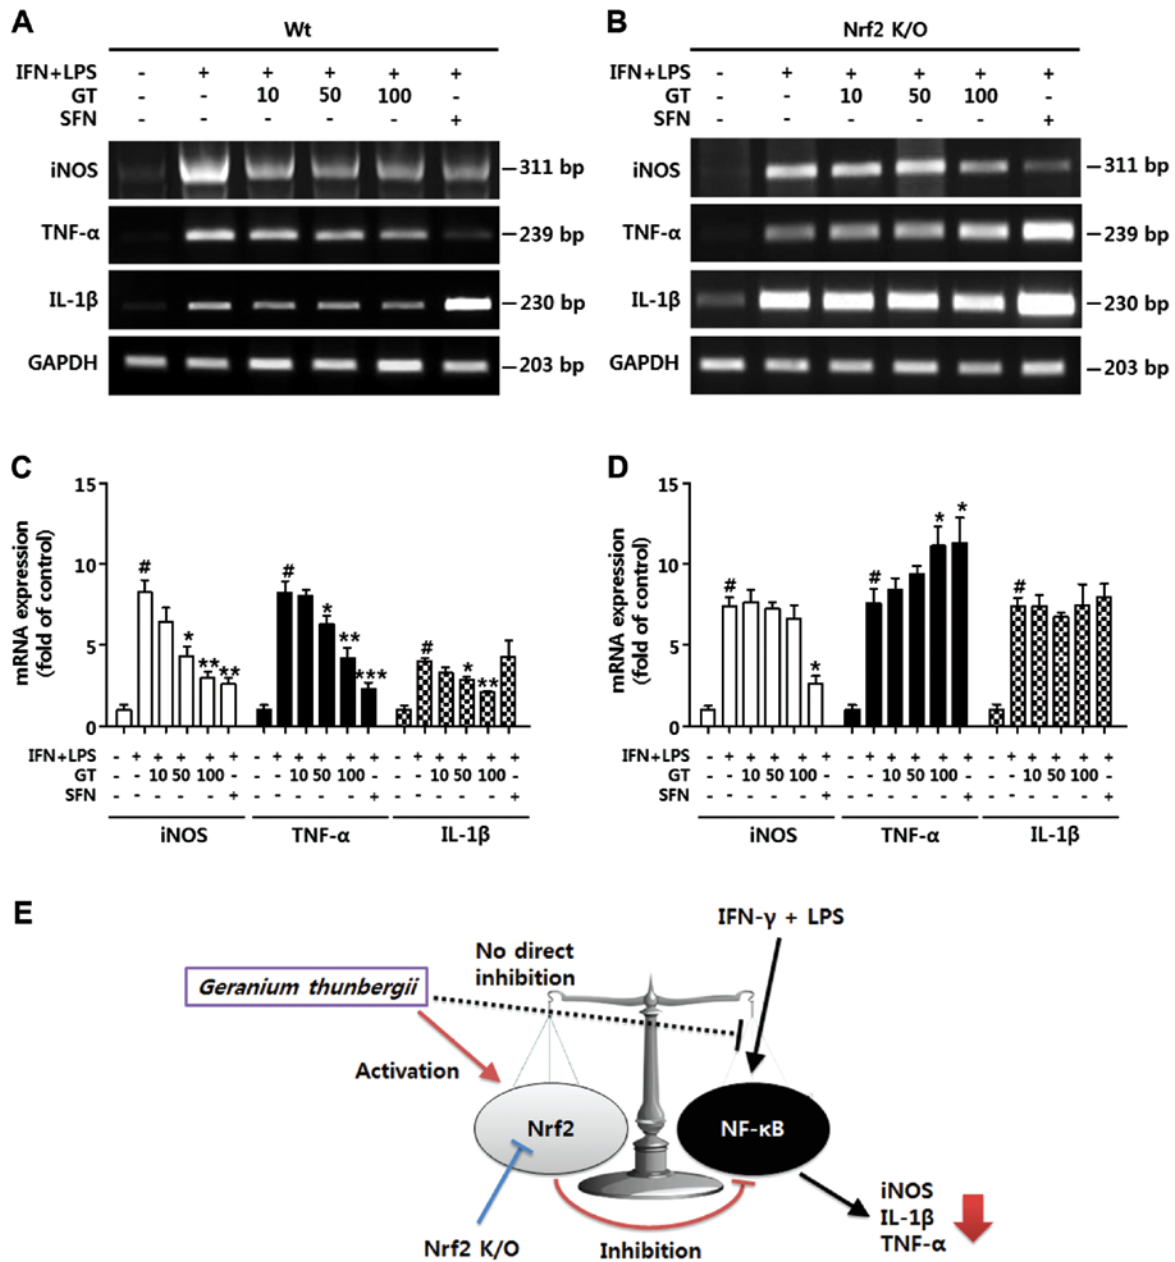 A
Wt
IFN+LPS - + + + + +
GT - - 10 50 100 -
SFN - - - - - +
iNOS
311 bp
TNF-α
239 bp
IL-1β
230 bp
GAPDH
203 bp
B
Nrf2 K/O
IFN+LPS - + + + + +
GT - - 10 50 100 -
SFN - - - - - +
iNOS
311 bp
TNF-α
239 bp
IL-1β
230 bp
GAPDH
203 bp
C
mRNA expression
(fold of control)
15
10
5
0
# * ** **
# * ** ***
# * **
IFN+LPS - + + + + + - + + + + + - + + + + +
GT - - 10 50 100 - - - 10 50 100 - - - 10 50 100 -
SFN - - - - - + - - - - - + - - - - - +
iNOS TNF-α IL-1β
D
mRNA expression
(fold of control)
15
10
5
0
# *
# * *
#
IFN+LPS - + + + + + - + + + + + - + + + + +
GT - - 10 50 100 - - - 10 50 100 - - - 10 50 100 -
SFN - - - - - + - - - - - + - - - - - +
iNOS TNF-α IL-1β
E
IFN-γ + LPS
No direct
inhibition
Geranium thunbergii
Activation
Nrf2
NF-κB
iNOS
IL-1β
TNF-α
Nrf2 K/O
Inhibition